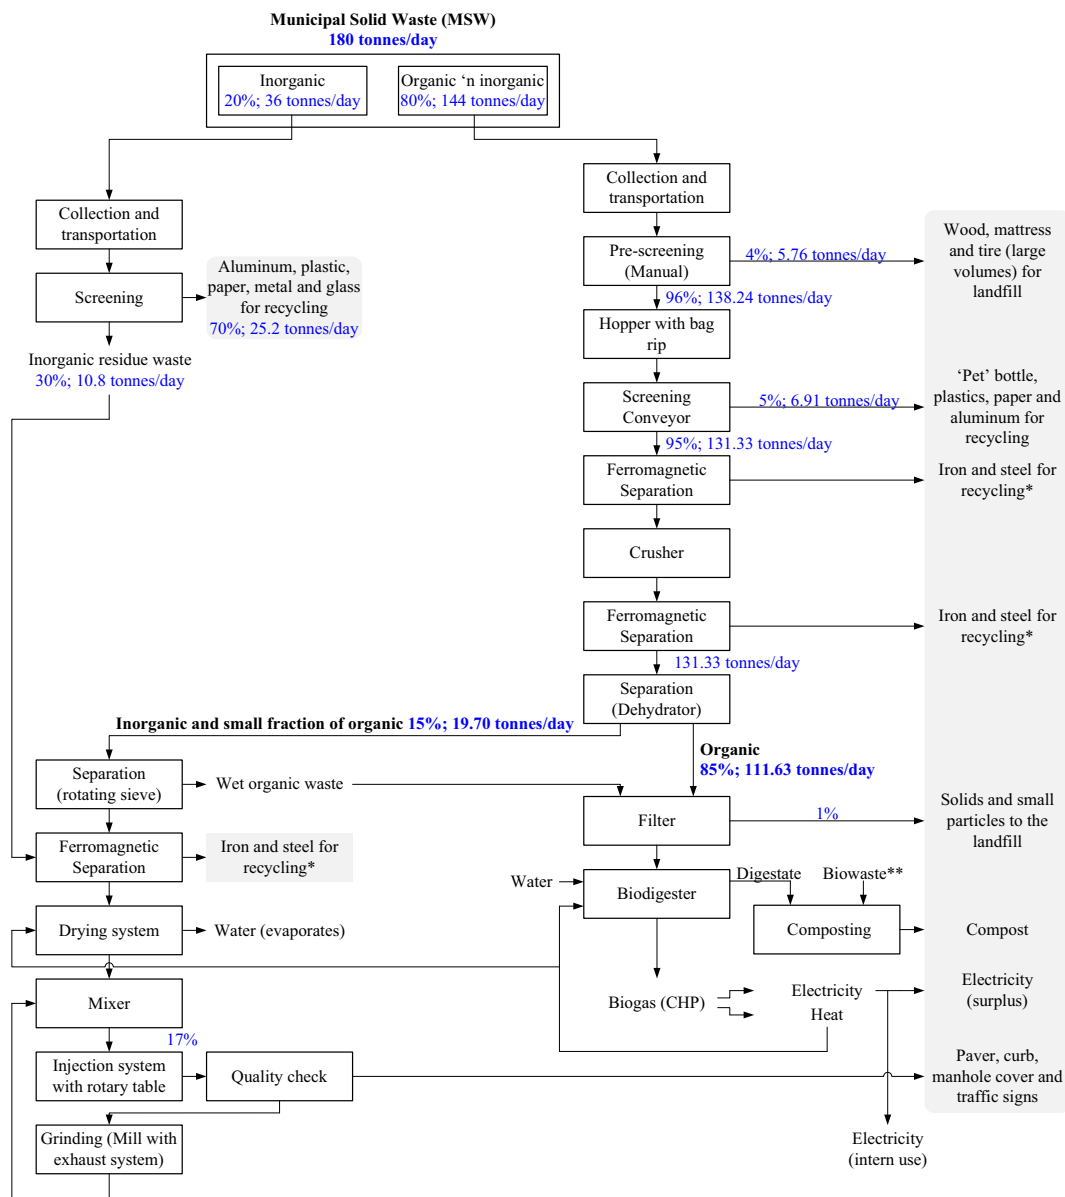 Municipal Solid Waste (MSW)
180 tonnes/day
Inorganic
20%; 36 tonnes/day
Organic ‘n inorganic
80%; 144 tonnes/day
Collection and
transportation
Screening
Aluminum, plastic,
paper, metal and glass
for recycling
70%; 25.2 tonnes/day
Inorganic residue waste
30%; 10.8 tonnes/day
Collection and
transportation
Pre-screening
(Manual)
4%; 5.76 tonnes/day
Wood, mattress
and tire (large
volumes) for
landfill
96%; 138.24 tonnes/day
Hopper with bag
rip
Screening
Conveyor
5%; 6.91 tonnes/day
‘Pet’ bottle,
plastics, paper and
aluminum for
recycling
95%; 131.33 tonnes/day
Ferromagnetic
Separation
Iron and steel for
recycling*
Crusher
Ferromagnetic
Separation
Iron and steel for
recycling*
131.33 tonnes/day
Separation
(Dehydrator)
Inorganic and small fraction of organic 15%; 19.70 tonnes/day
Organic
85%; 111.63 tonnes/day
Separation
(rotating sieve)
Wet organic waste
Filter
1%
Solids and small
particles to the
landfill
Ferromagnetic
Separation
Iron and steel for
recycling*
Water
Biodigester
Digestate
Biowaste**
Composting
Compost
Drying system
Water (evaporates)
Mixer
Biogas (CHP)
Electricity
Heat
Electricity
(surplus)
17%
Injection system
with rotary table
Quality check
Paver, curb,
manhole cover and
traffic signs
Grinding (Mill with
exhaust system)
Electricity
(intern use)